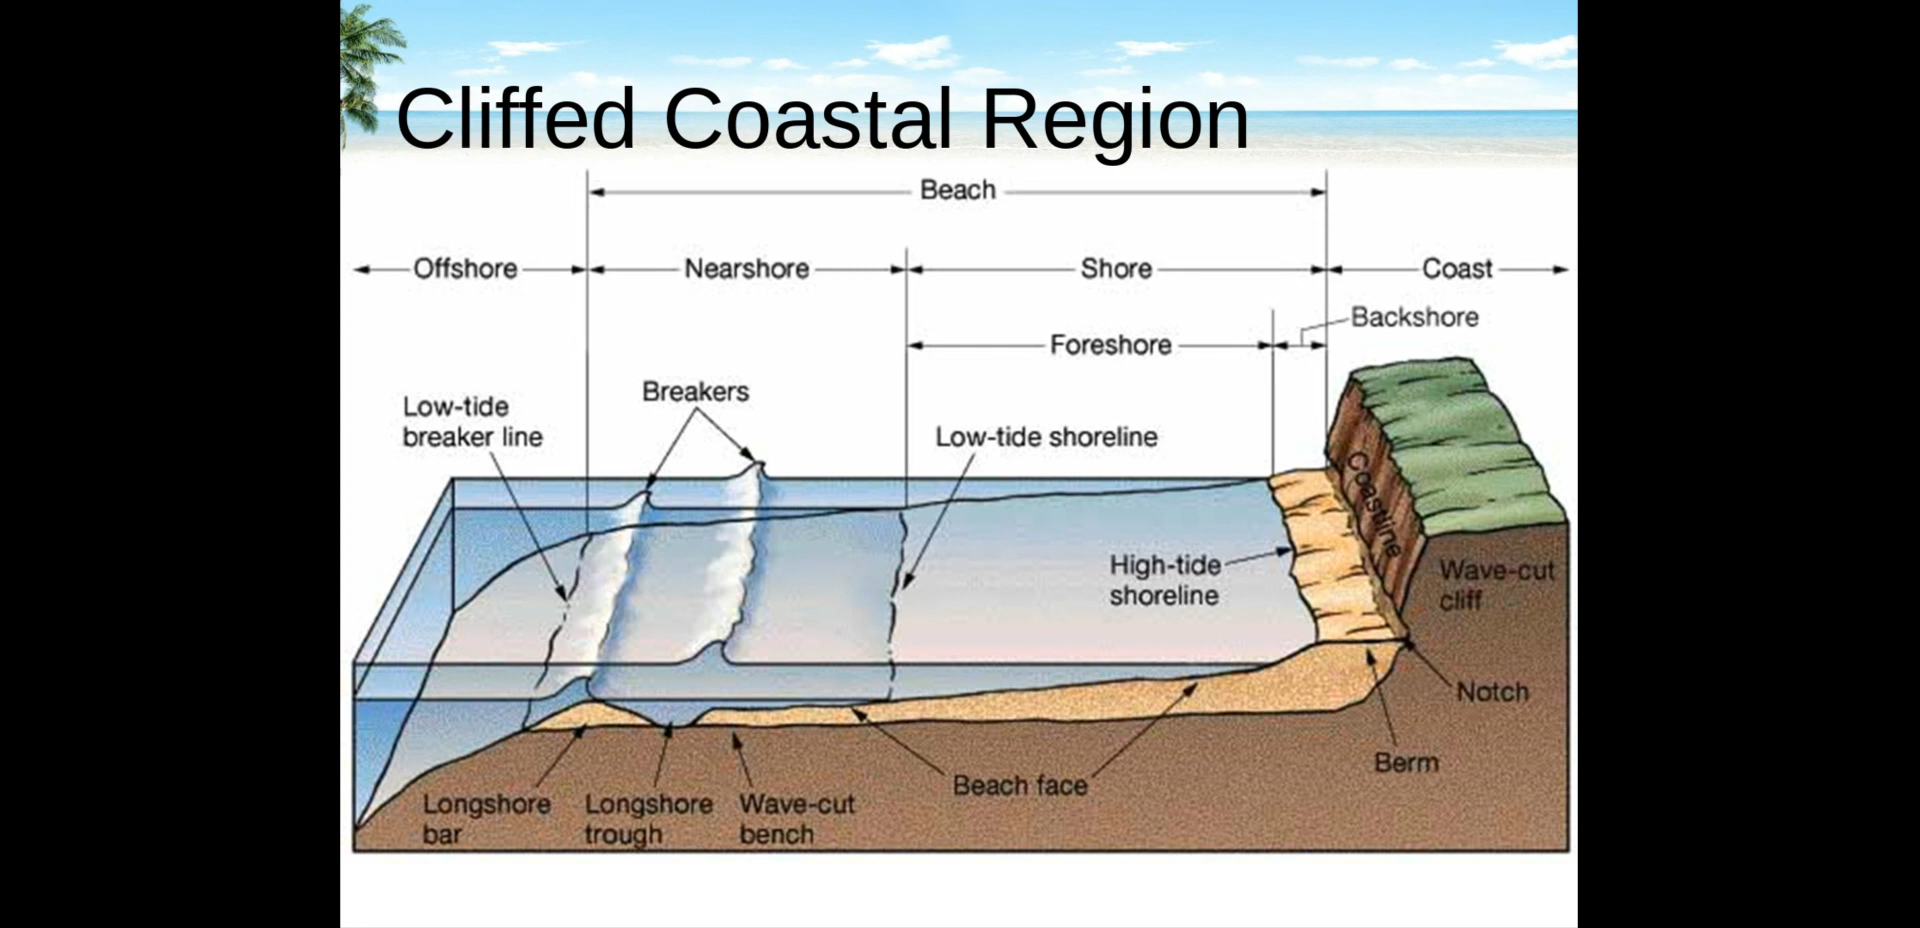 Cliffed Coastal Region
Beach
Offshore
Nearshore
Shore
Coast
Backshore
Foreshore
Breakers
Low-tide
breaker line
Low-tide shoreline
Coastline
High-tide
shoreline
Wave-cut
cliff
Notch
Berm
Beach face
Longshore
bar
Longshore
trough
Wave-cut
bench